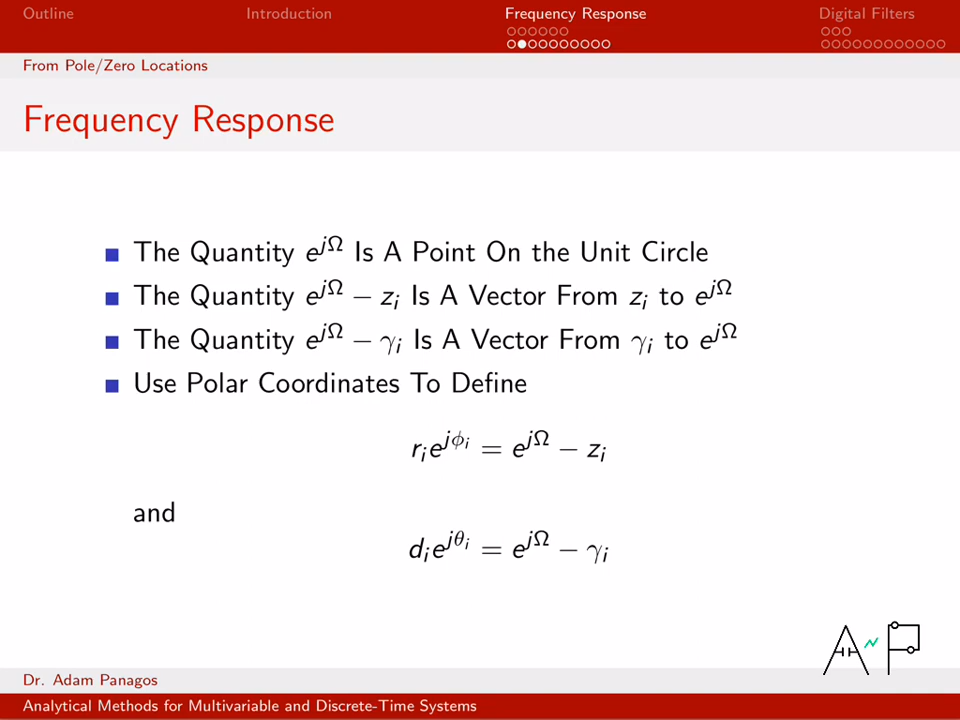 Outline Introduction Frequency Response Digital Filters
From Pole/Zero Locations
Frequency Response
The Quantity e^{jΩ} Is A Point On the Unit Circle
The Quantity e^{jΩ} − z_i Is A Vector From z_i to e^{jΩ}
The Quantity e^{jΩ} − γ_i Is A Vector From γ_i to e^{jΩ}
Use Polar Coordinates To Define
r_i e^{jϕ_i} = e^{jΩ} − z_i
and
d_i e^{jθ_i} = e^{jΩ} − γ_i
AP
Dr. Adam Panagos
Analytical Methods for Multivariable and Discrete-Time Systems